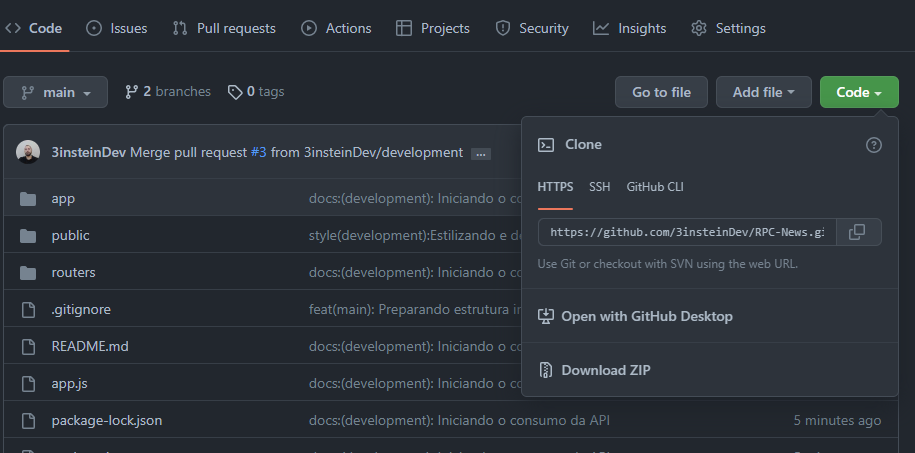 Code Issues Pull requests Actions Projects Security Insights Settings
main 2 branches 0 tags Go to file Add file Code
3insteinDev Merge pull request #3 from 3insteinDev/development ...
Clone
HTTPS SSH GitHub CLI
https://github.com/3insteinDev/RPC-News.gi
Use Git or checkout with SVN using the web URL.
Open with GitHub Desktop
Download ZIP
app docs:(development): Iniciando o co
public style(development):Estilizando e de
routers docs:(development): Iniciando o co
.gitignore feat(main): Preparando estrutura in
README.md docs:(development): Iniciando o co
app.js docs:(development): Iniciando o co
package-lock.json docs:(development): Iniciando o consumo da API 5 minutes ago